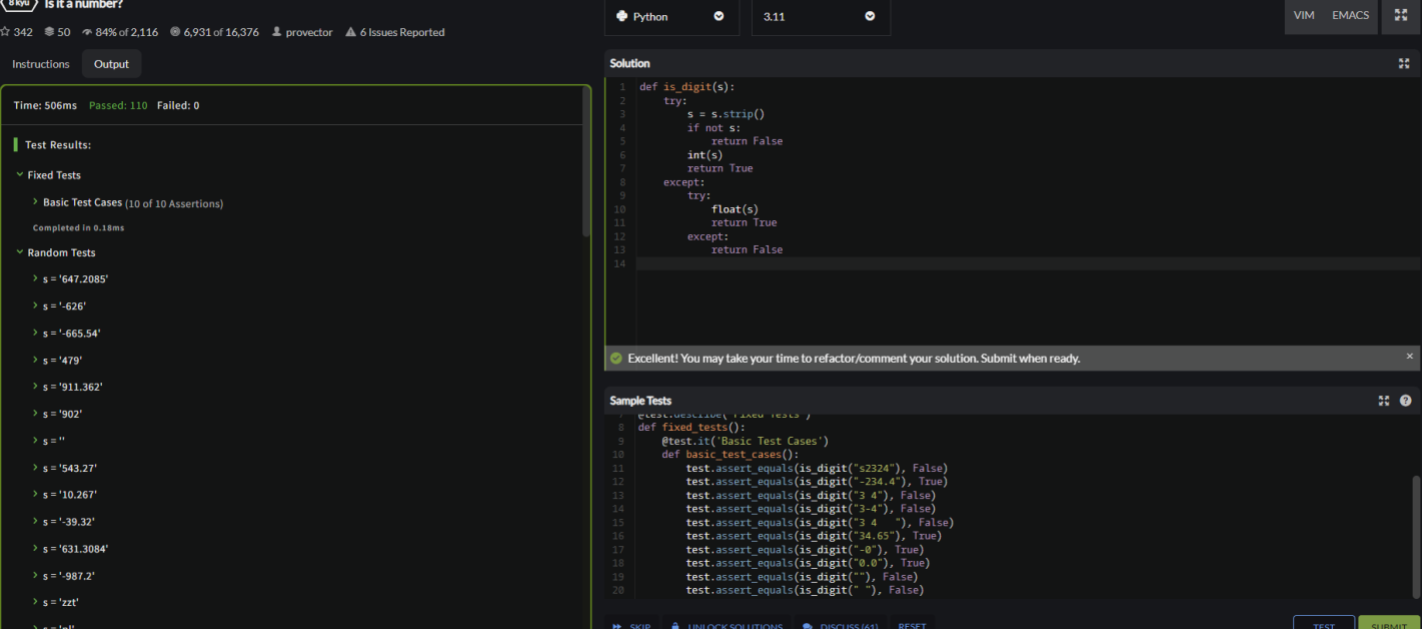 8 kyu Is it a number?
342 50 84% of 2,116 6,931 of 16,376 provector 6 Issues Reported
Instructions Output
Time: 506ms Passed: 110 Failed: 0
Test Results:
Fixed Tests
Basic Test Cases (10 of 10 Assertions)
Completed in 0.18ms
Random Tests
s = '647.2085'
s = '-626'
s = '-665.54'
s = '479'
s = '911.362'
s = '902'
s = ''
s = '543.27'
s = '10.267'
s = '-39.32'
s = '631.3084'
s = '-987.2'
s = 'zzt'
Python 3.11 VIM EMACS
Solution
1 def is_digit(s):
2 try:
3 s = s.strip()
4 if not s:
5 return False
6 int(s)
7 return True
8 except:
9 try:
10 float(s)
11 return True
12 except:
13 return False
14
Excellent! You may take your time to refactor/comment your solution. Submit when ready.
Sample Tests
7 @test.describe('Fixed Tests')
8 def fixed_tests():
9 @test.it('Basic Test Cases')
10 def basic_test_cases():
11 test.assert_equals(is_digit("s2324"), False)
12 test.assert_equals(is_digit("-234.4"), True)
13 test.assert_equals(is_digit("3 4"), False)
14 test.assert_equals(is_digit("3-4"), False)
15 test.assert_equals(is_digit("3 4   "), False)
16 test.assert_equals(is_digit("34.65"), True)
17 test.assert_equals(is_digit("-0"), True)
18 test.assert_equals(is_digit("0.0"), True)
19 test.assert_equals(is_digit(""), False)
20 test.assert_equals(is_digit(" "), False)
SKIP UNLOCK SOLUTIONS DISCUSS (61) RESET TEST SUBMIT